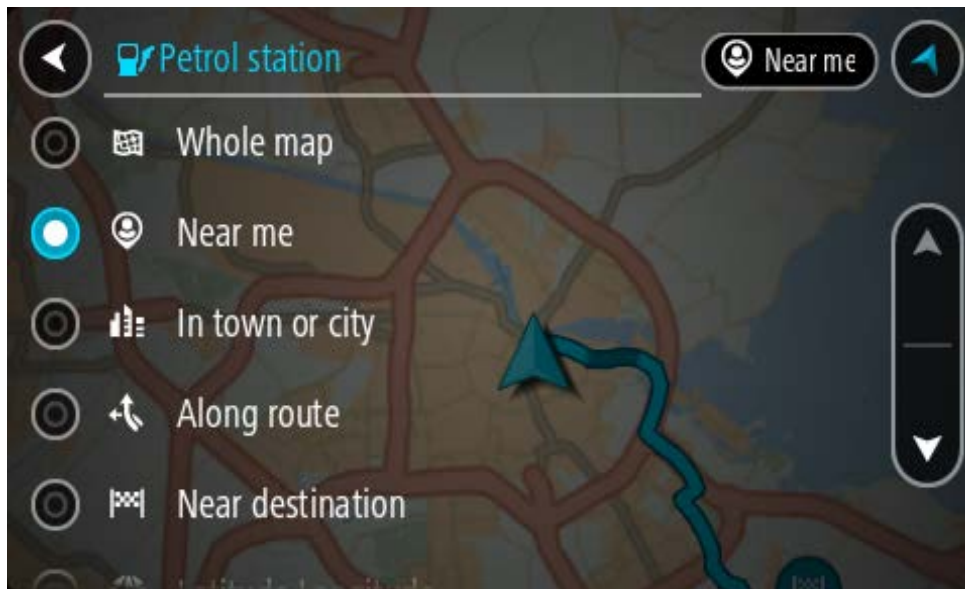 Petrol station
Near me
Whole map
Near me
In town or city
Along route
Near destination